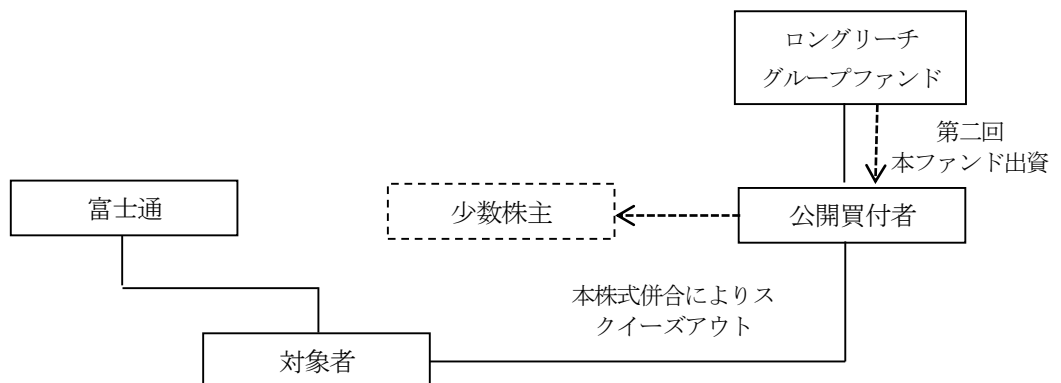 ロングリーチ
グループファンド
第二回
本ファンド出資
富士通
少数株主
公開買付者
本株式併合によりス
クイーズアウト
対象者